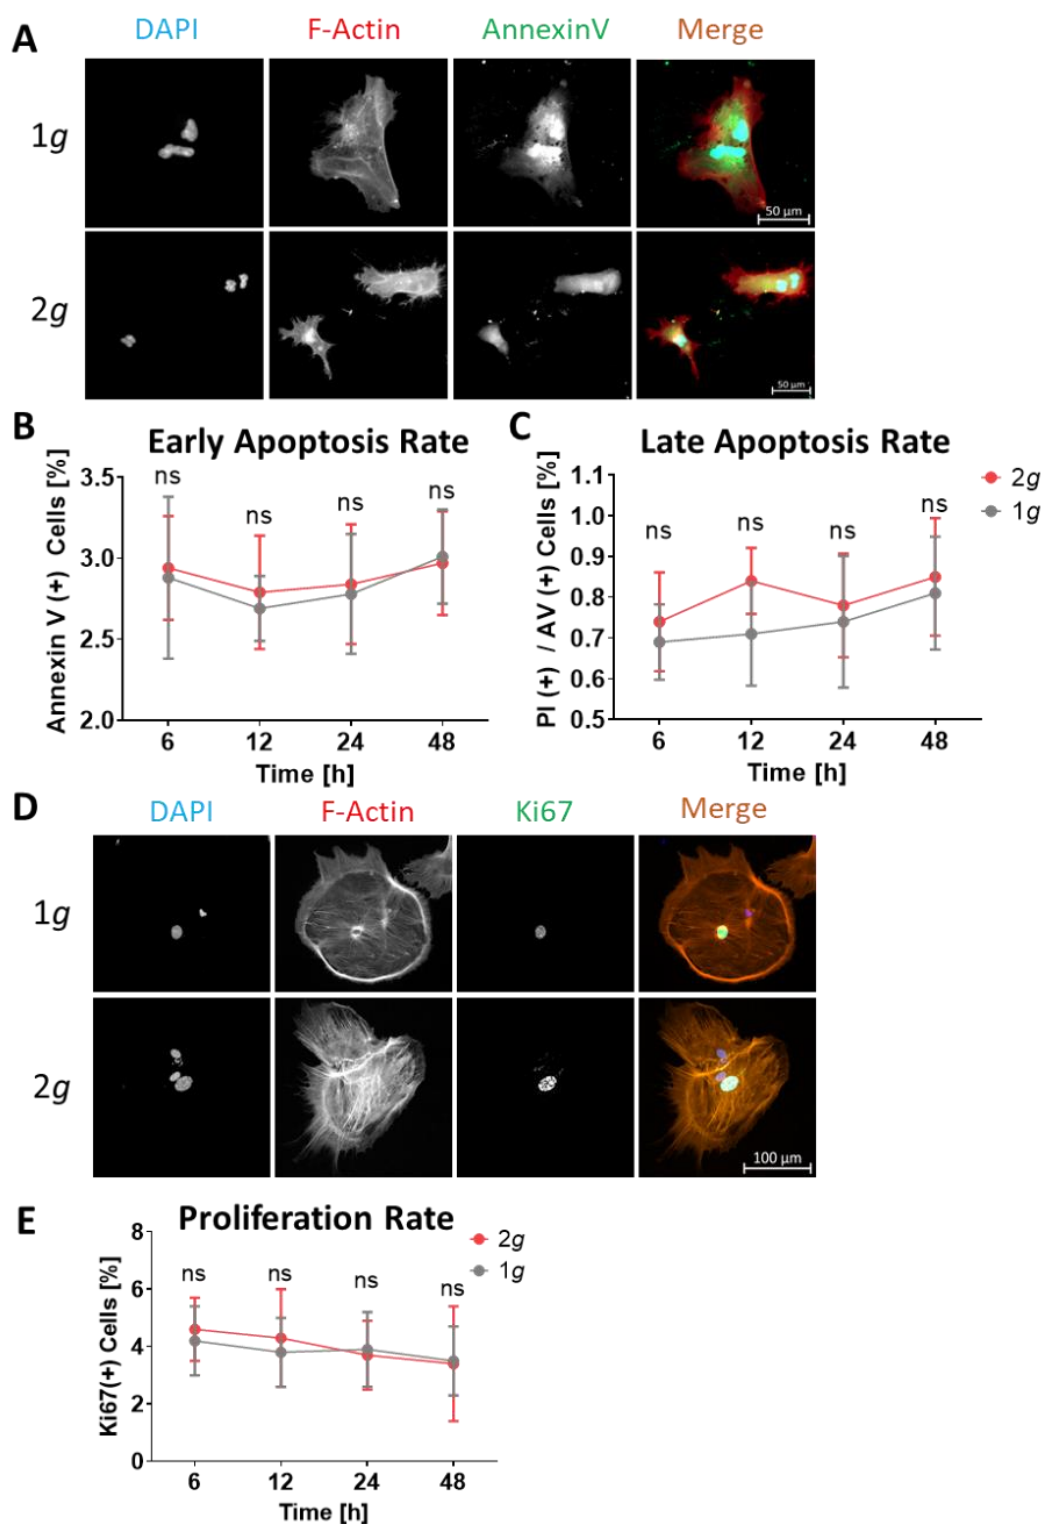 A
DAPI F-Actin AnnexinV Merge
1g
50 µm
2g
50 µm
B
Early Apoptosis Rate
Annexin V (+) Cells [%]
3.5
3.0
2.5
2.0
ns ns ns ns
6 12 24 48
Time [h]
C
Late Apoptosis Rate
PI (+) / AV (+) Cells [%]
1.1
1.0
0.9
0.8
0.7
0.6
0.5
ns ns ns ns
6 12 24 48
Time [h]
2g
1g
D
DAPI F-Actin Ki67 Merge
1g
2g
100 µm
E
Proliferation Rate
Ki67(+) Cells [%]
8
6
4
2
0
ns ns ns ns
6 12 24 48
Time [h]
2g
1g